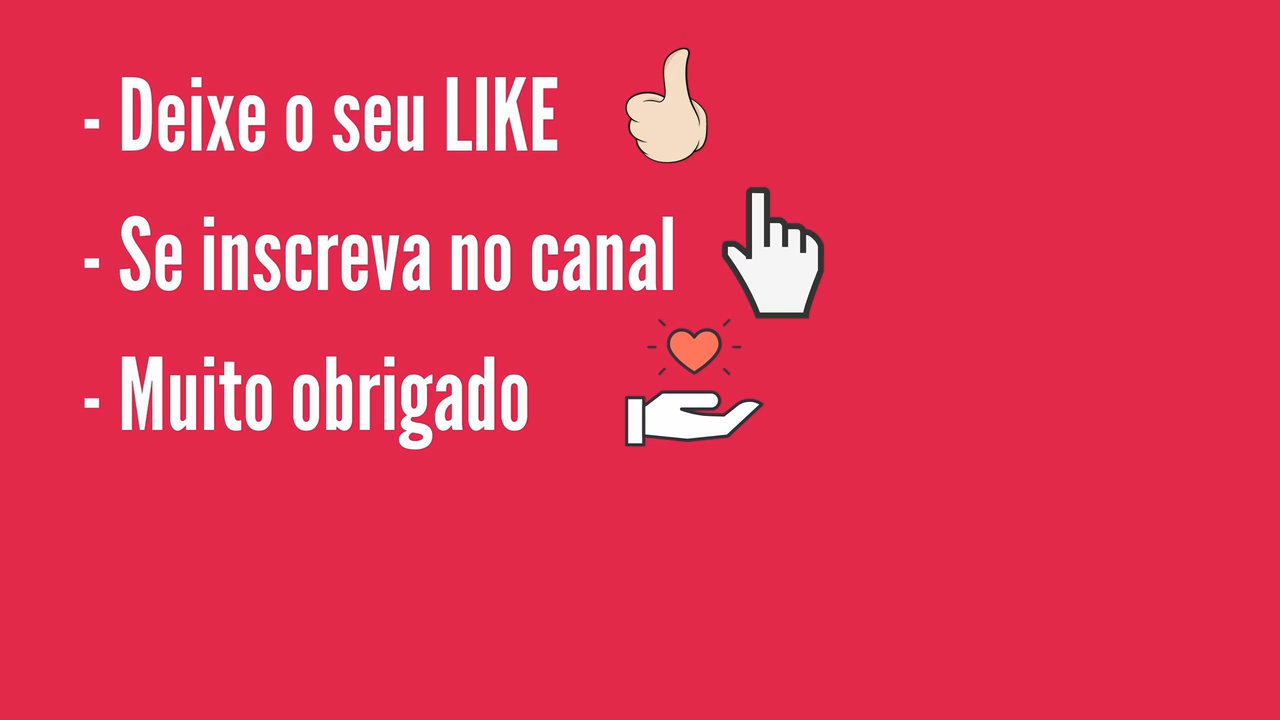 - Deixe o seu LIKE
- Se inscreva no canal
- Muito obrigado